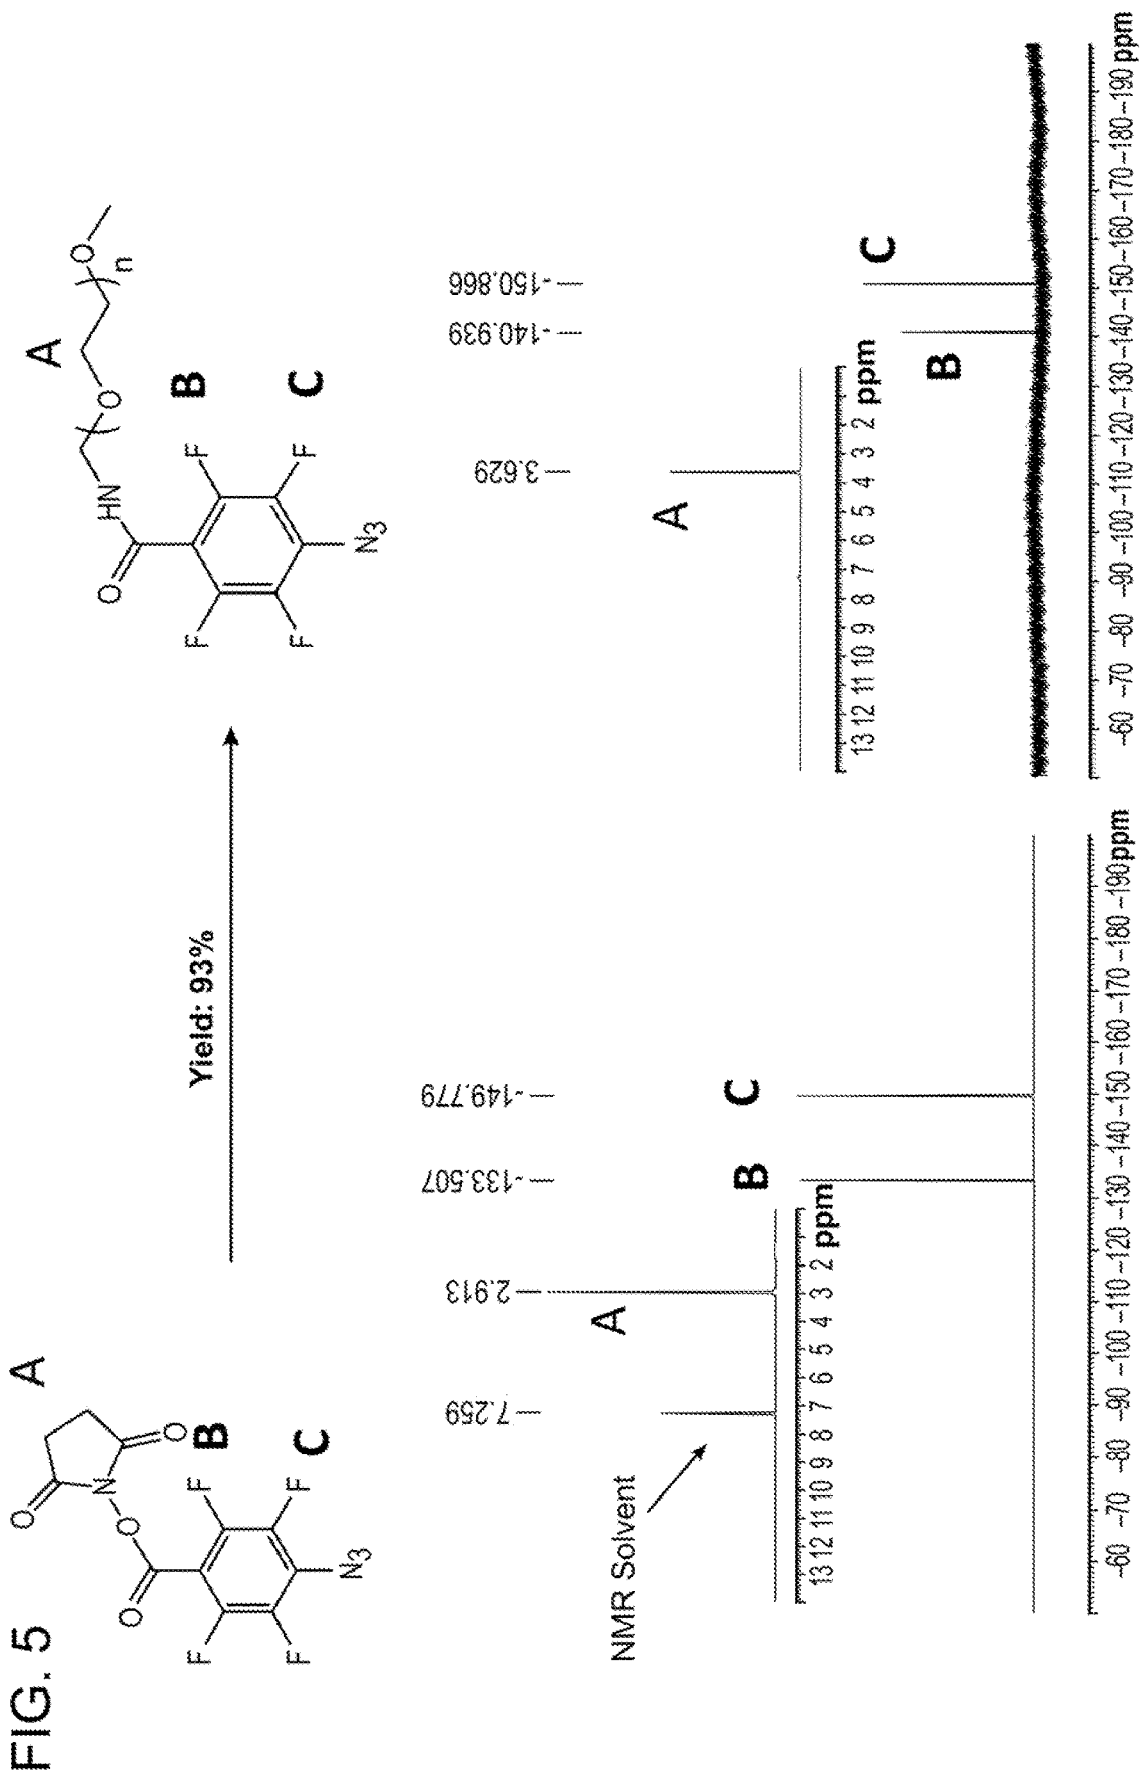 FIG. 5
A
O
O
N
O
O
B
F
F
C
F
F
N3
Yield: 93%
A
O
n
O
HN
O
B
F
F
C
F
F
N3
NMR Solvent
7.259
2.913
A
13 12 11 10 9 8 7 6 5 4 3 2 ppm
-133.507
-149.779
B
C
-60 -70 -80 -90 -100 -110 -120 -130 -140 -150 -160 -170 -180 -190 ppm
3.629
A
13 12 11 10 9 8 7 6 5 4 3 2 ppm
-140.939
-150.866
B
C
-60 -70 -80 -90 -100 -110 -120 -130 -140 -150 -160 -170 -180 -190 ppm